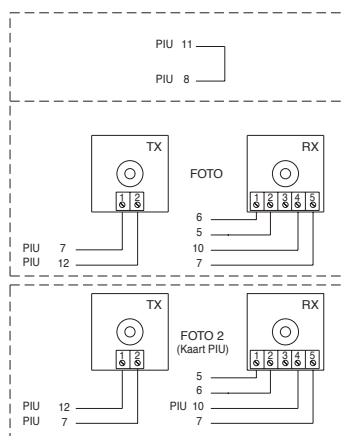 PIU 11
PIU 8
TX
RX
FOTO
1 2
1 2 3 4 5
6
5
PIU 7
10
PIU 12
7
TX
RX
FOTO 2
(Kaart PIU)
1 2
1 2 3 4 5
5
6
PIU 12
PIU 10
PIU 7
7